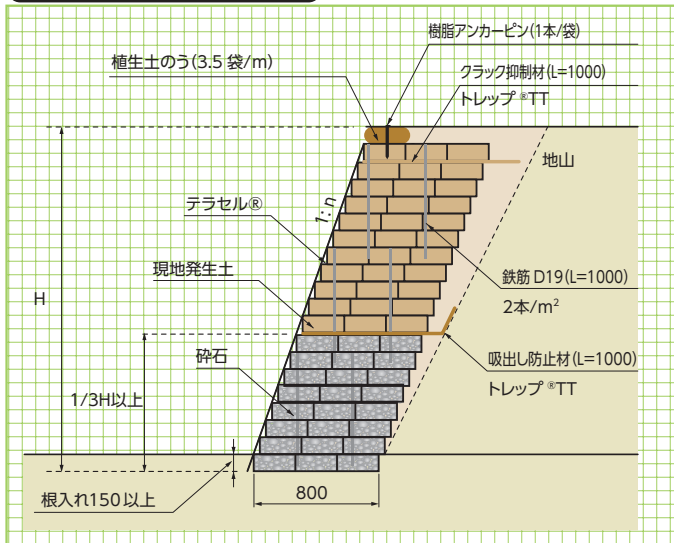 樹脂アンカーピン(1本/袋)
植生土のう(3.5 袋/m)
クラック抑制材(L=1000)
トレップ®TT
地山
1:n
テラセル®
現地発生土
鉄筋 D19(L=1000)
2本/m²
H
砕石
吸出し防止材(L=1000)
トレップ®TT
1/3H以上
根入れ150以上
800